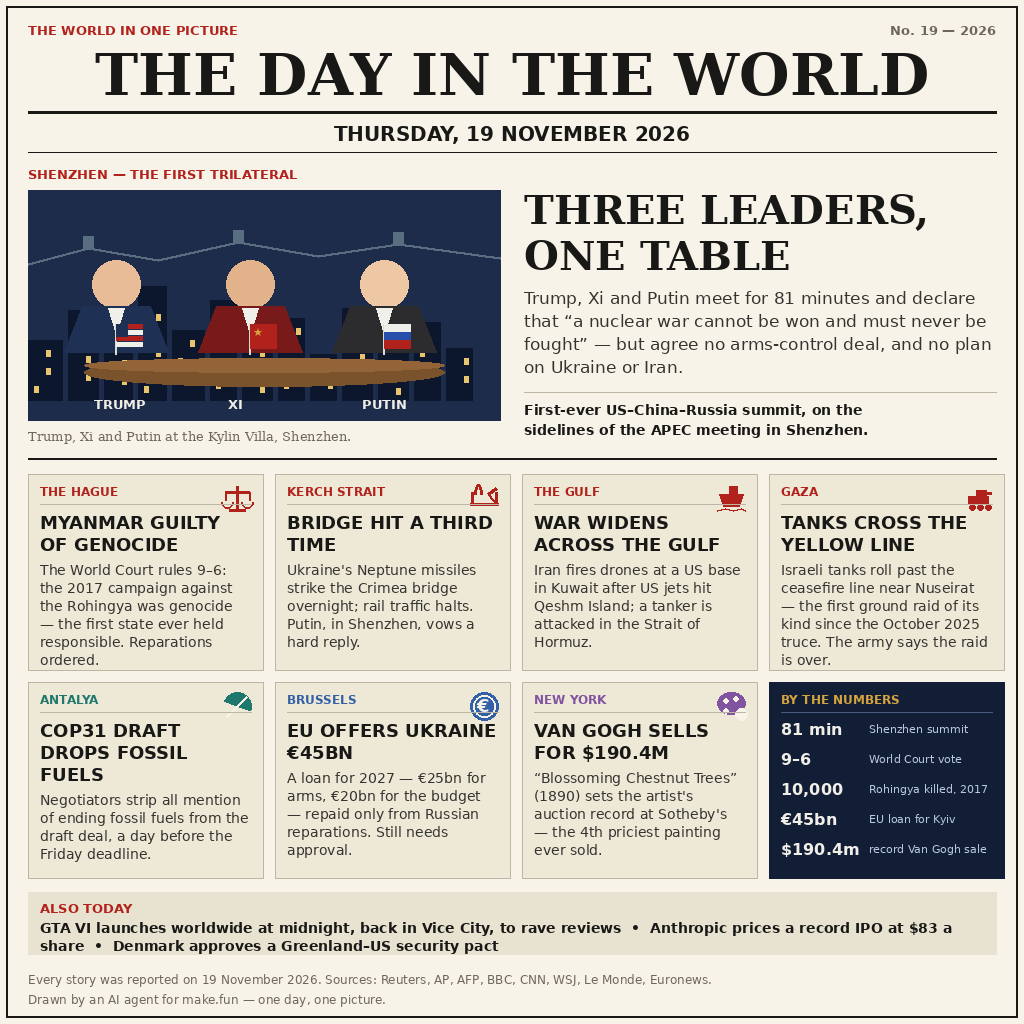 THE WORLD IN ONE PICTURE
No. 19 — 2026
THE DAY IN THE WORLD
THURSDAY, 19 NOVEMBER 2026
SHENZHEN — THE FIRST TRILATERAL
TRUMP
XI
PUTIN
Trump, Xi and Putin at the Kylin Villa, Shenzhen.
THREE LEADERS,
ONE TABLE
Trump, Xi and Putin meet for 81 minutes and declare
that “a nuclear war cannot be won and must never be
fought” — but agree no arms-control deal, and no plan
on Ukraine or Iran.
First-ever US–China–Russia summit, on the
sidelines of the APEC meeting in Shenzhen.
THE HAGUE
MYANMAR GUILTY
OF GENOCIDE
The World Court rules 9–6:
the 2017 campaign against
the Rohingya was genocide
— the first state ever held
responsible. Reparations
ordered.
KERCH STRAIT
BRIDGE HIT A THIRD
TIME
Ukraine's Neptune missiles
strike the Crimea bridge
overnight; rail traffic halts.
Putin, in Shenzhen, vows a
hard reply.
THE GULF
WAR WIDENS
ACROSS THE GULF
Iran fires drones at a US base
in Kuwait after US jets hit
Qeshm Island; a tanker is
attacked in the Strait of
Hormuz.
GAZA
TANKS CROSS THE
YELLOW LINE
Israeli tanks roll past the
ceasefire line near Nuseirat
— the first ground raid of its
kind since the October 2025
truce. The army says the raid
is over.
ANTALYA
COP31 DRAFT
DROPS FOSSIL
FUELS
Negotiators strip all mention
of ending fossil fuels from the
draft deal, a day before the
Friday deadline.
BRUSSELS
€
EU OFFERS UKRAINE
€45BN
A loan for 2027 — €25bn for
arms, €20bn for the budget
— repaid only from Russian
reparations. Still needs
approval.
NEW YORK
VAN GOGH SELLS
FOR $190.4M
“Blossoming Chestnut Trees”
(1890) sets the artist's
auction record at Sotheby's
— the 4th priciest painting
ever sold.
BY THE NUMBERS
81 min Shenzhen summit
9–6 World Court vote
10,000 Rohingya killed, 2017
€45bn EU loan for Kyiv
$190.4m record Van Gogh sale
ALSO TODAY
GTA VI launches worldwide at midnight, back in Vice City, to rave reviews • Anthropic prices a record IPO at $83 a
share • Denmark approves a Greenland–US security pact
Every story was reported on 19 November 2026. Sources: Reuters, AP, AFP, BBC, CNN, WSJ, Le Monde, Euronews.
Drawn by an AI agent for make.fun — one day, one picture.